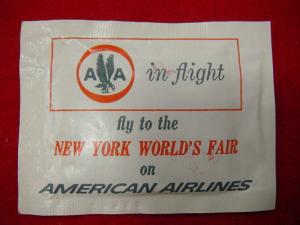 AA in-flight
fly to the
NEW YORK WORLD'S FAIR
on
AMERICAN AIRLINES